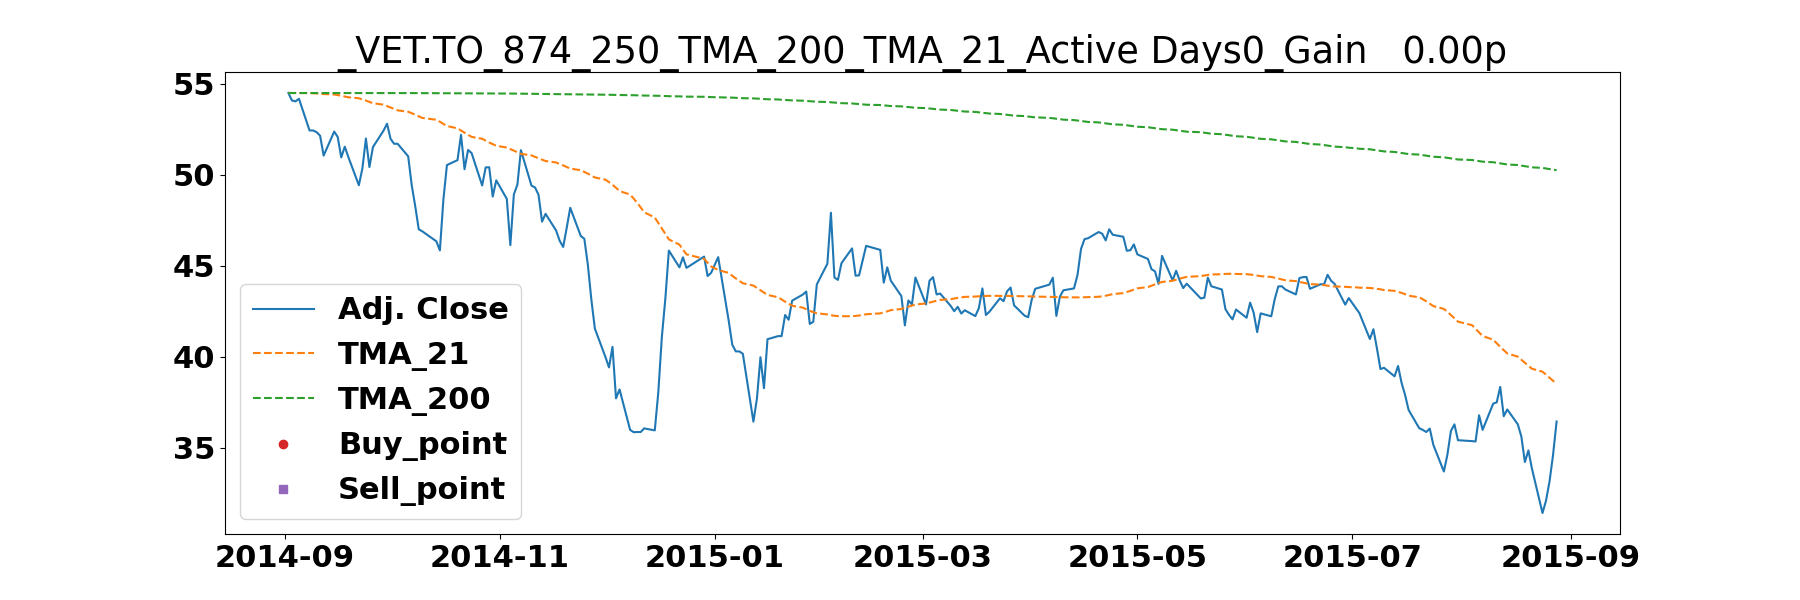 _VET.TO_874_250_TMA_200_TMA_21_Active Days0_Gain   0.00p
55
50
45
40
35
Adj. Close
TMA_21
TMA_200
Buy_point
Sell_point
2014-09 2014-11 2015-01 2015-03 2015-05 2015-07 2015-09